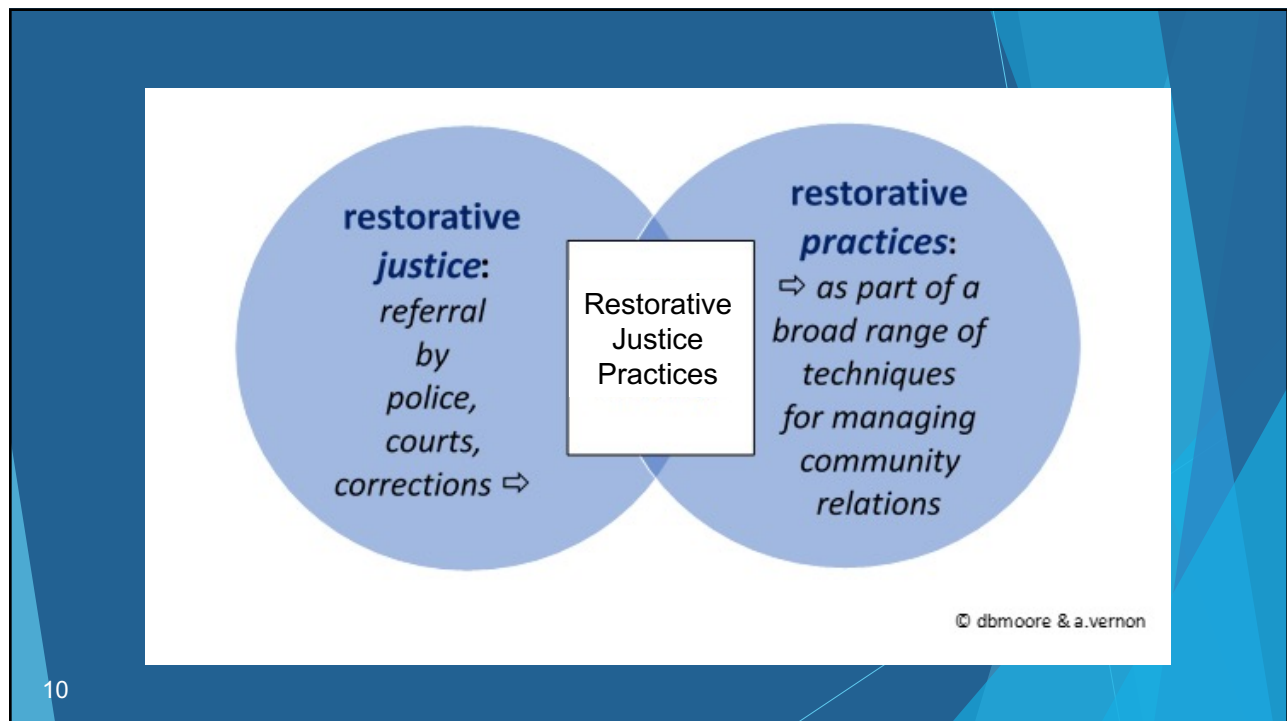 restorative
justice:
referral
by
police,
courts,
corrections ⇨
Restorative
Justice
Practices
restorative
practices:
⇨ as part of a
broad range of
techniques
for managing
community
relations
© dbmoore & a.vernon
10